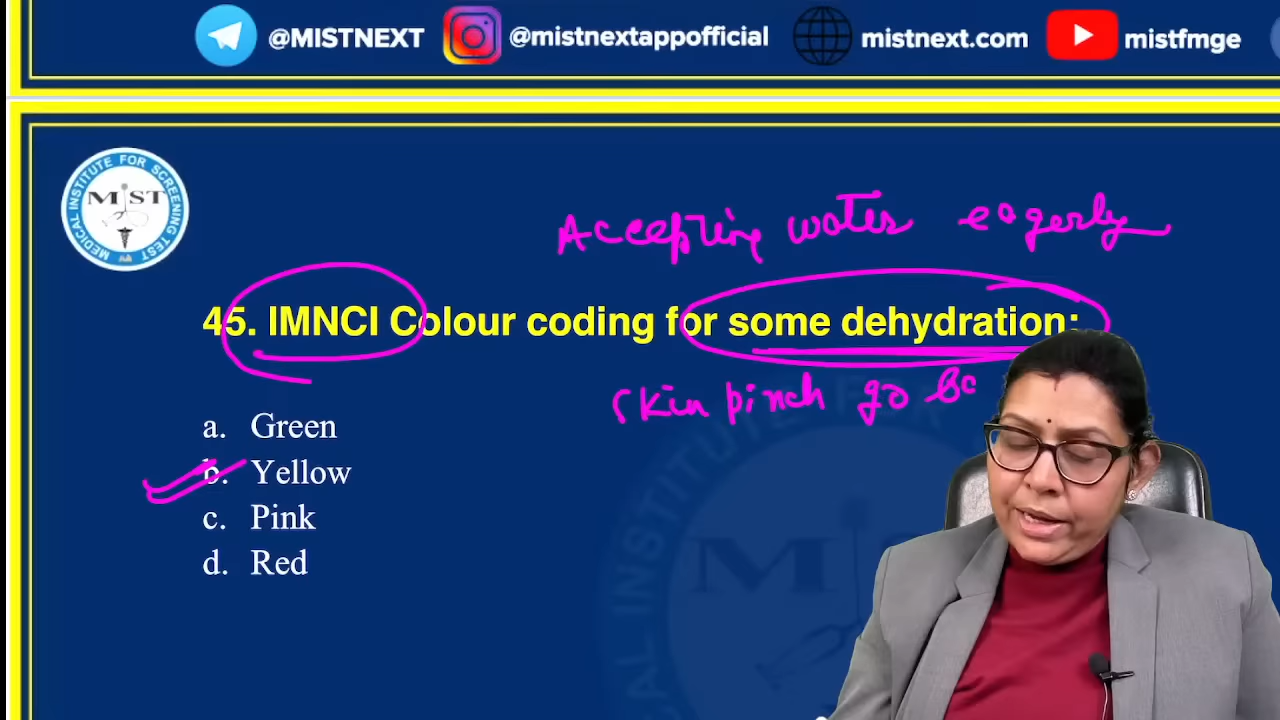 @MISTNEXT @mistnextappofficial mistnext.com mistfmge
MEDICAL INSTITUTE FOR SCREENING TEST
MIST
Accepting water eagerly
45. IMNCI Colour coding for some dehydration:
skin pinch go
a. Green
b. Yellow
c. Pink
d. Red